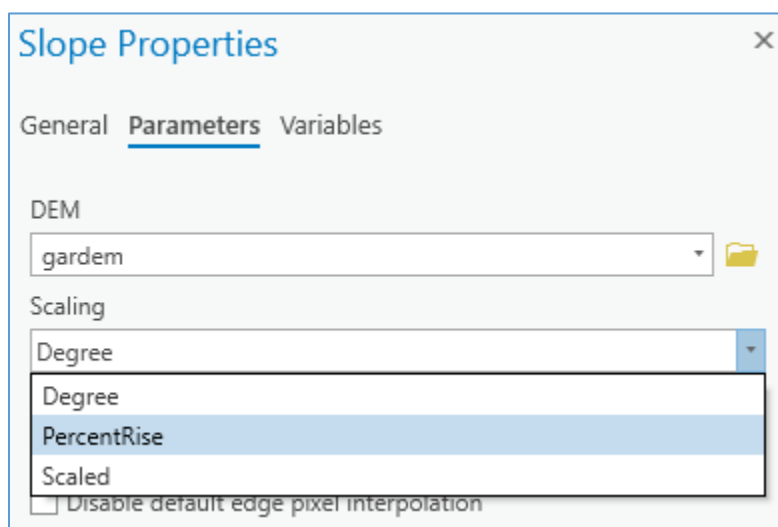 Slope Properties
General Parameters Variables
DEM
gardem
Scaling
Degree
Degree
PercentRise
Scaled
Disable default edge pixel interpolation